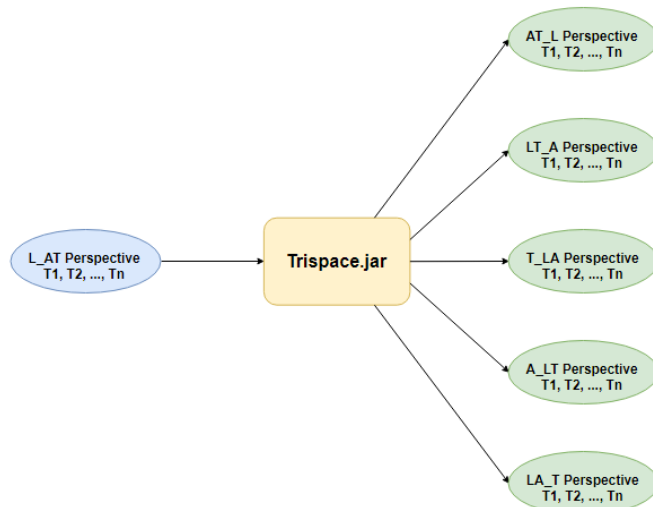 AT_L Perspective
T1, T2, ..., Tn
LT_A Perspective
T1, T2, ..., Tn
L_AT Perspective
T1, T2, ..., Tn
Trispace.jar
T_LA Perspective
T1, T2, ..., Tn
A_LT Perspective
T1, T2, ..., Tn
LA_T Perspective
T1, T2, ..., Tn